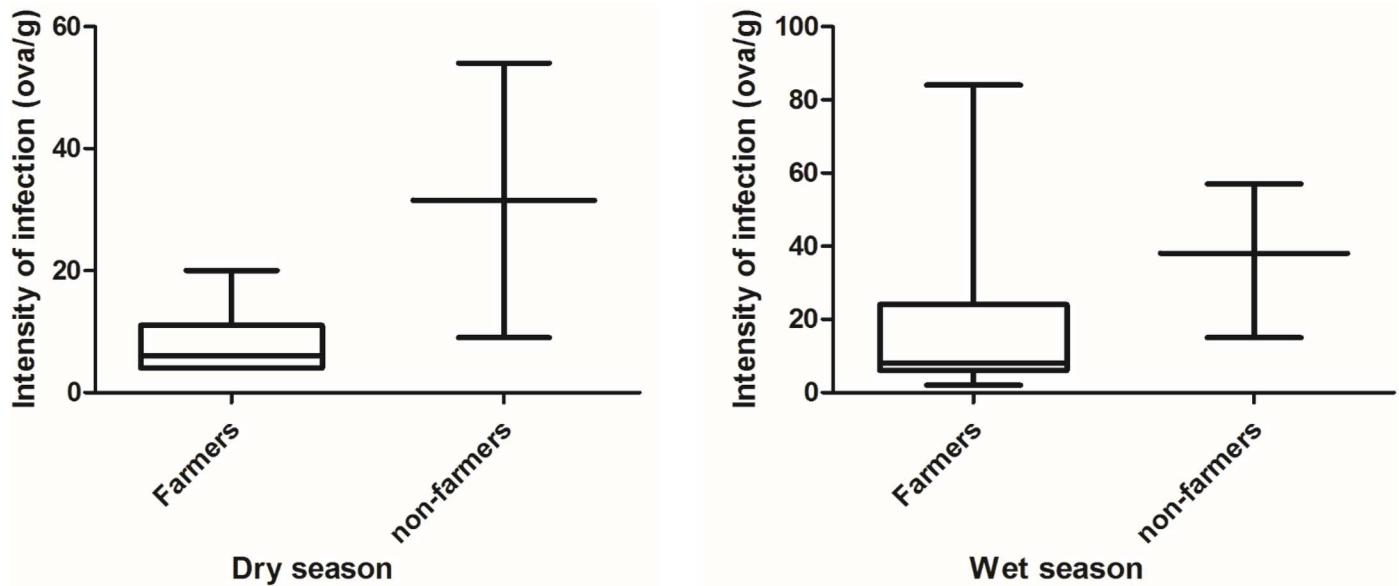 Intensity of infection (ova/g)
60
40
20
0
Farmers
non-farmers
Dry season
Intensity of infection (ova/g)
100
80
60
40
20
0
Farmers
non-farmers
Wet season